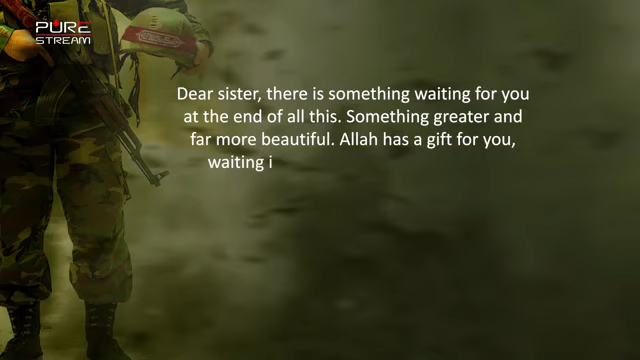 PURE
STREAM
Dear sister, there is something waiting for you
at the end of all this. Something greater and
far more beautiful. Allah has a gift for you,
waiting i